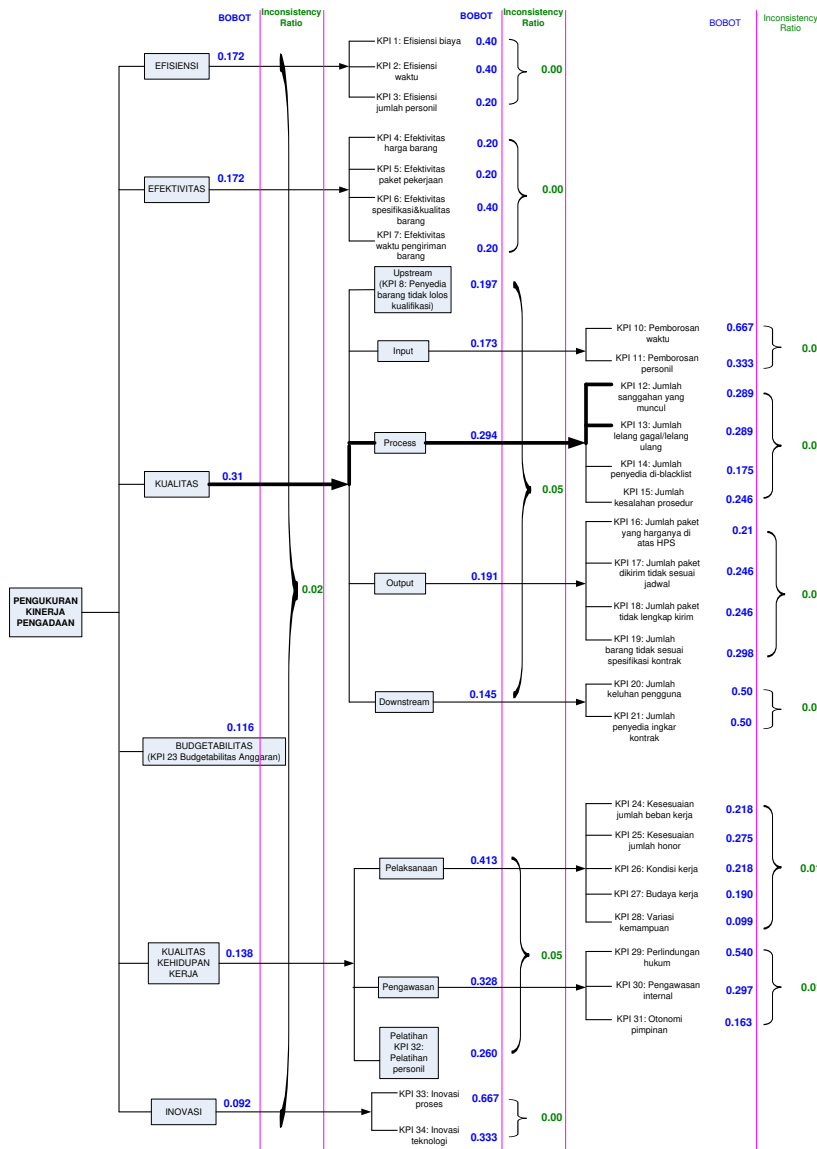 BOBOT
Inconsistency
Ratio
BOBOT
Inconsistency
Ratio
BOBOT
Inconsistency
Ratio
PENGUKURAN
KINERJA
PENGADAAN
0.02
EFISIENSI
0.172
KPI 1: Efisiensi biaya
0.40
KPI 2: Efisiensi
waktu
0.40
KPI 3: Efisiensi
jumlah personil
0.20
0.00
EFEKTIVITAS
0.172
KPI 4: Efektivitas
harga barang
0.20
KPI 5: Efektivitas
paket pekerjaan
0.20
KPI 6: Efektivitas
spesifikasi&kualitas
barang
0.40
KPI 7: Efektivitas
waktu pengiriman
barang
0.20
0.00
KUALITAS
0.31
Upstream
(KPI 8: Penyedia
barang tidak lolos
kualifikasi)
0.197
Input
0.173
KPI 10: Pemborosan
waktu
0.667
KPI 11: Pemborosan
personil
0.333
0.0
Process
0.294
KPI 12: Jumlah
sanggahan yang
muncul
0.289
KPI 13: Jumlah
lelang gagal/lelang
ulang
0.289
KPI 14: Jumlah
penyedia di-blacklist
0.175
KPI 15: Jumlah
kesalahan prosedur
0.246
0.0
0.05
Output
0.191
KPI 16: Jumlah paket
yang harganya di
atas HPS
0.21
KPI 17: Jumlah paket
dikirim tidak sesuai
jadwal
0.246
KPI 18: Jumlah paket
tidak lengkap kirim
0.246
KPI 19: Jumlah
barang tidak sesuai
spesifikasi kontrak
0.298
0.0
Downstream
0.145
KPI 20: Jumlah
keluhan pengguna
0.50
KPI 21: Jumlah
penyedia ingkar
kontrak
0.50
0.0
0.116
BUDGETABILITAS
(KPI 23 Budgetabilitas Anggaran)
KUALITAS
KEHIDUPAN
KERJA
0.138
Pelaksanaan
0.413
KPI 24: Kesesuaian
jumlah beban kerja
0.218
KPI 25: Kesesuaian
jumlah honor
0.275
KPI 26: Kondisi kerja
0.218
KPI 27: Budaya kerja
0.190
KPI 28: Variasi
kemampuan
0.099
0.05
Pengawasan
0.328
KPI 29: Perlindungan
hukum
0.540
KPI 30: Pengawasan
internal
0.297
KPI 31: Otonomi
pimpinan
0.163
0.0
Pelatihan
KPI 32:
Pelatihan
personil
0.260
INOVASI
0.092
KPI 33: Inovasi
proses
0.667
KPI 34: Inovasi
teknologi
0.333
0.00